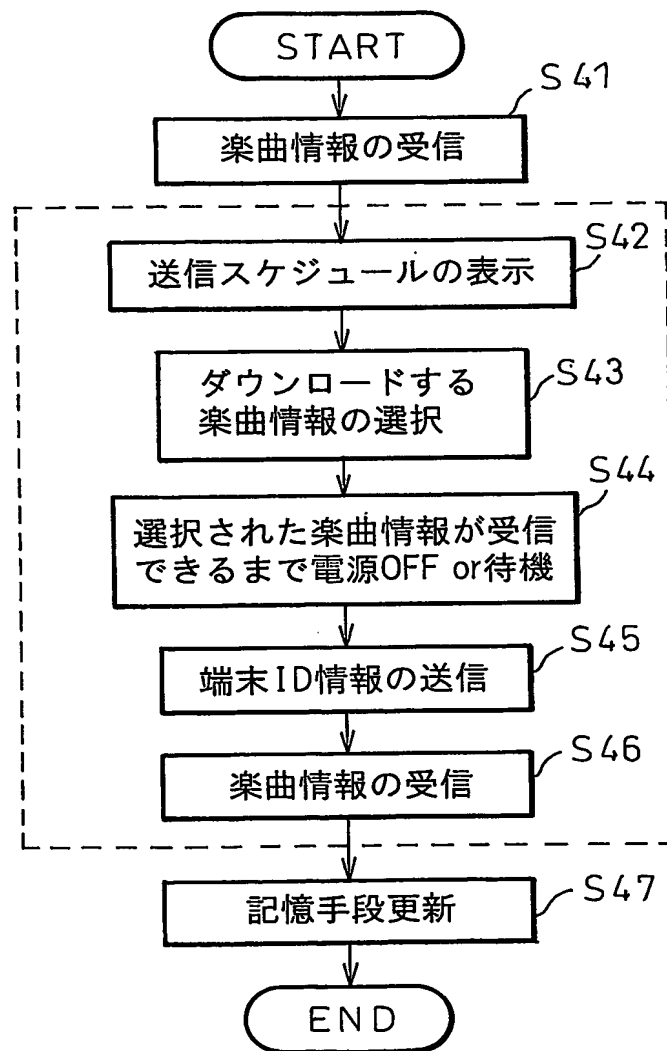 START
S41
楽曲情報の受信
S42
送信スケジュールの表示
S43
ダウンロードする
楽曲情報の選択
S44
選択された楽曲情報が受信
できるまで電源OFF or待機
S45
端末ID情報の送信
S46
楽曲情報の受信
S47
記憶手段更新
END